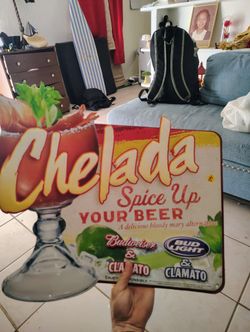 Chelada
Spice Up
YOUR BEER
A delicious bloody mary alternative
Budweiser
&
CLAMATO
BUD
LIGHT
&
CLAMATO